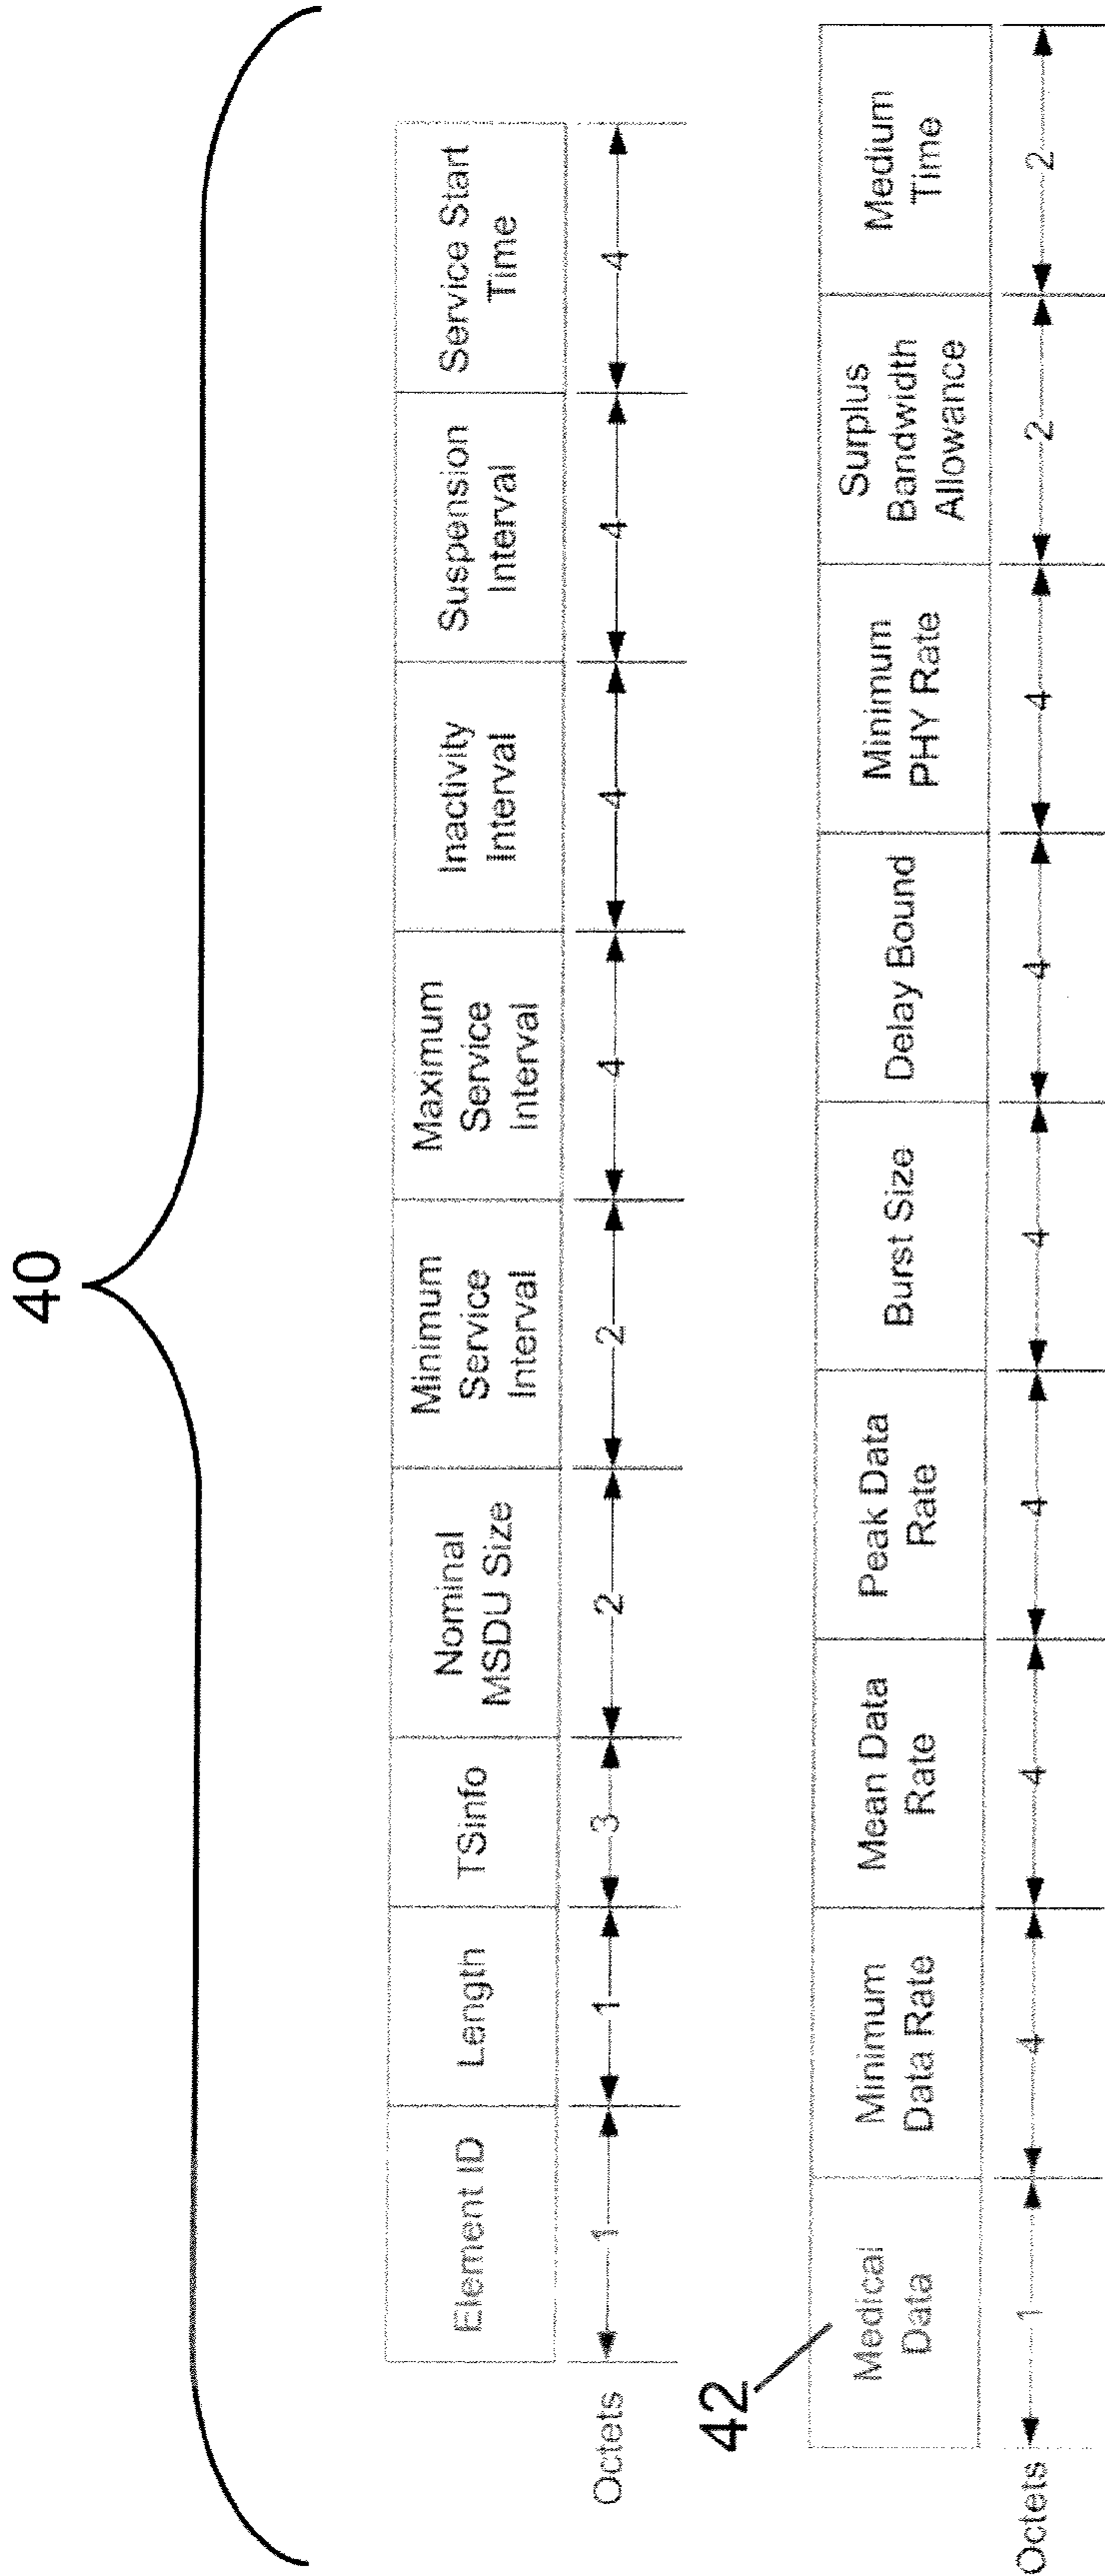 40
Element ID
Length
TSinfo
Nominal
MSDU Size
Minimum
Service
Interval
Maximum
Service
Interval
Inactivity
Interval
Suspension
Interval
Service Start
Time
Octets
1
1
3
2
2
4
4
4
4
42
Medical
Data
Minimum
Data Rate
Mean Data
Rate
Peak Data
Rate
Burst Size
Delay Bound
Minimum
PHY Rate
Surplus
Bandwidth
Allowance
Medium
Time
Octets
1
4
4
4
4
4
4
2
2